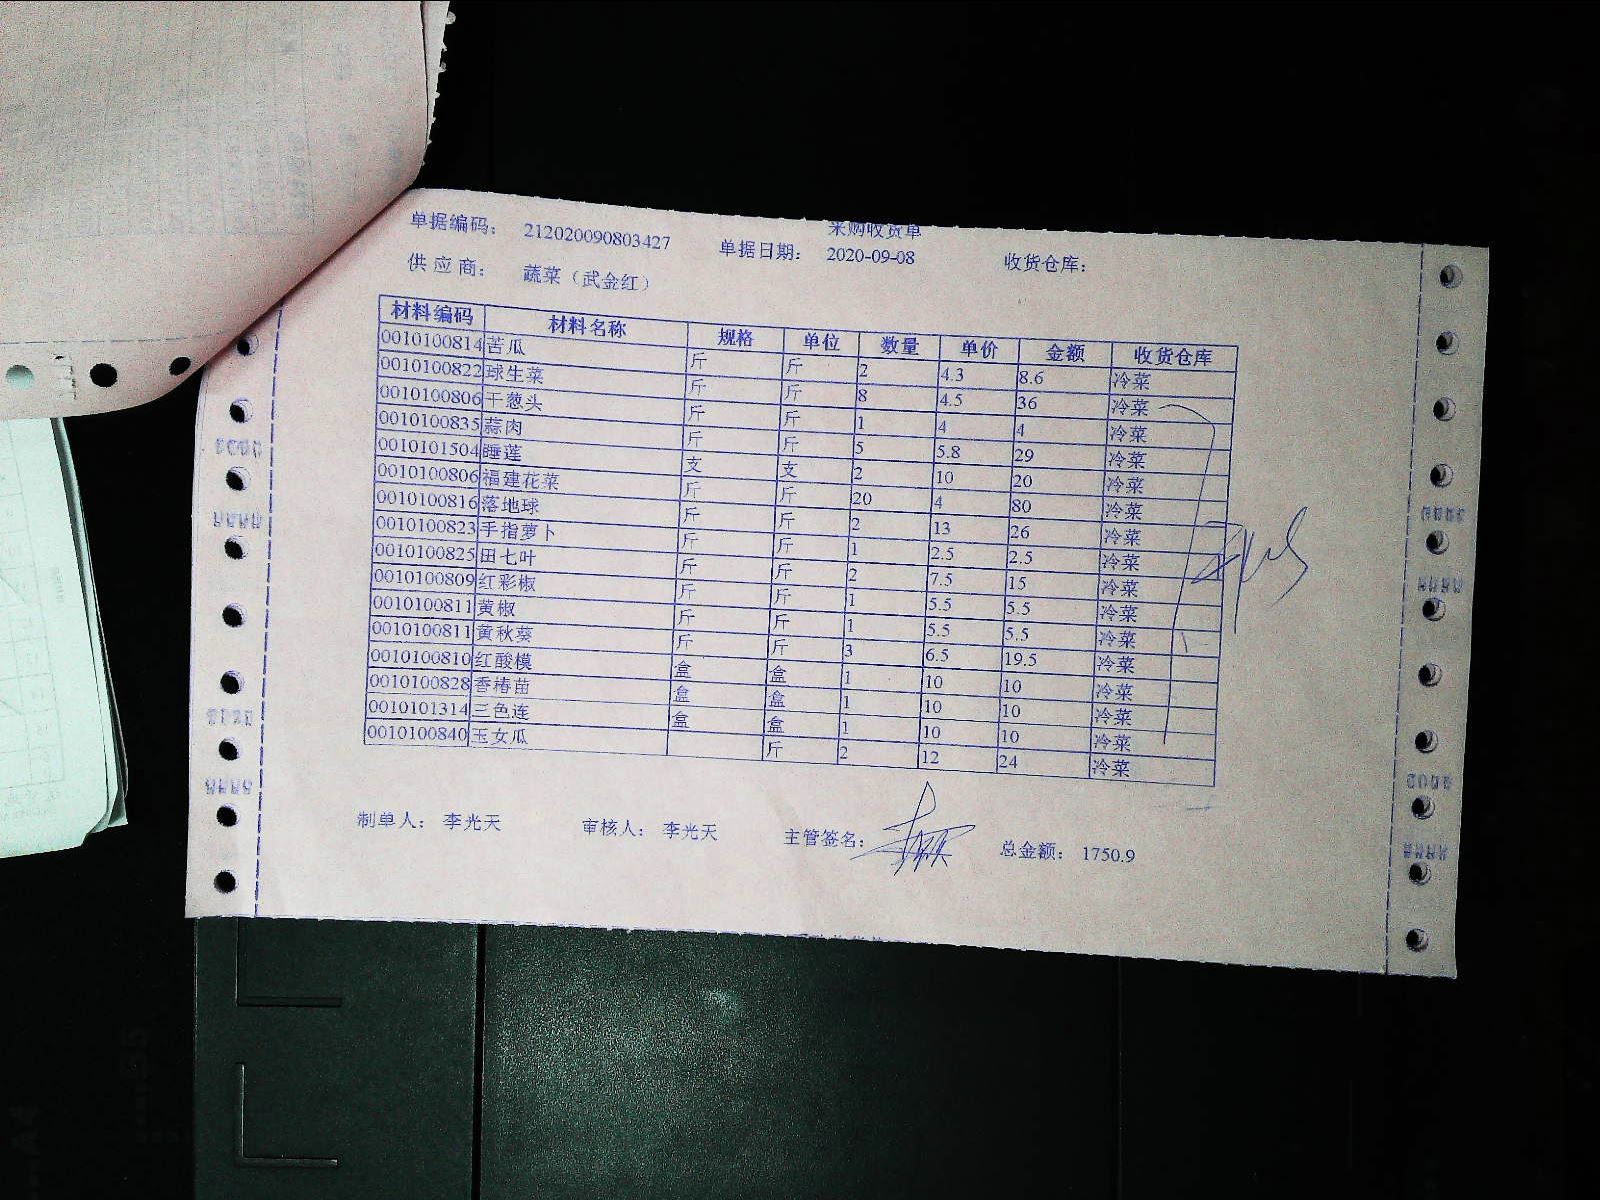 采购收货单
单据编码： 212020090803427 单据日期： 2020-09-08 收货仓库：
供 应 商： 蔬菜（武金红）
材料编码 材料名称 规格 单位 数量 单价 金额 收货仓库
0010100814 苦瓜 斤 斤 2 4.3 8.6 冷菜
0010100822 球生菜 斤 斤 8 4.5 36 冷菜
0010100806 干葱头 斤 斤 1 4 4 冷菜
0010100835 蒜肉 斤 斤 5 5.8 29 冷菜
0010101504 睡莲 支 支 2 10 20 冷菜
0010100806 福建花菜 斤 斤 20 4 80 冷菜
0010100816 落地球 斤 斤 2 13 26 冷菜
0010100823 手指萝卜 斤 斤 1 2.5 2.5 冷菜
0010100825 田七叶 斤 斤 2 7.5 15 冷菜
0010100809 红彩椒 斤 斤 1 5.5 5.5 冷菜
0010100811 黄椒 斤 斤 1 5.5 5.5 冷菜
0010100811 黄秋葵 斤 斤 3 6.5 19.5 冷菜
0010100810 红酸模 盒 盒 1 10 10 冷菜
0010100828 香椿苗 盒 盒 1 10 10 冷菜
0010101314 三色连 盒 盒 1 10 10 冷菜
0010100840 玉女瓜 斤 2 12 24 冷菜
制单人： 李光天 审核人： 李光天 主管签名： 总金额： 1750.9